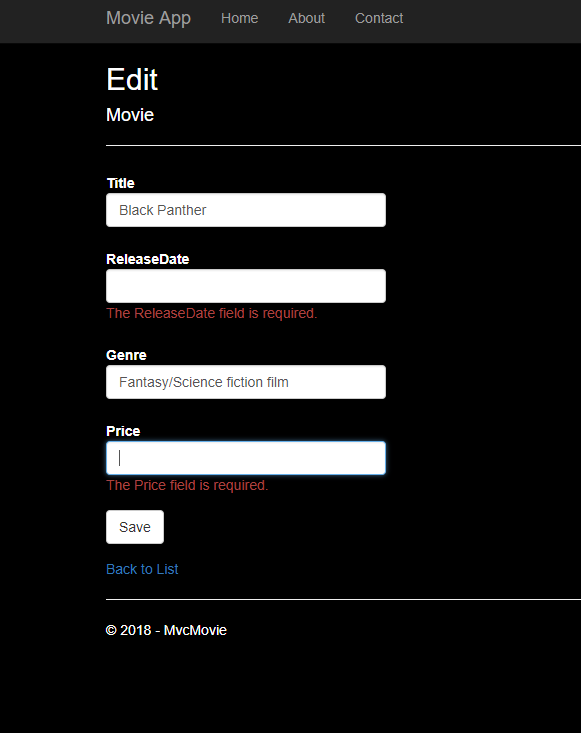 Movie App Home About Contact
Edit
Movie
Title
Black Panther
ReleaseDate
The ReleaseDate field is required.
Genre
Fantasy/Science fiction film
Price
The Price field is required.
Save
Back to List
© 2018 - MvcMovie